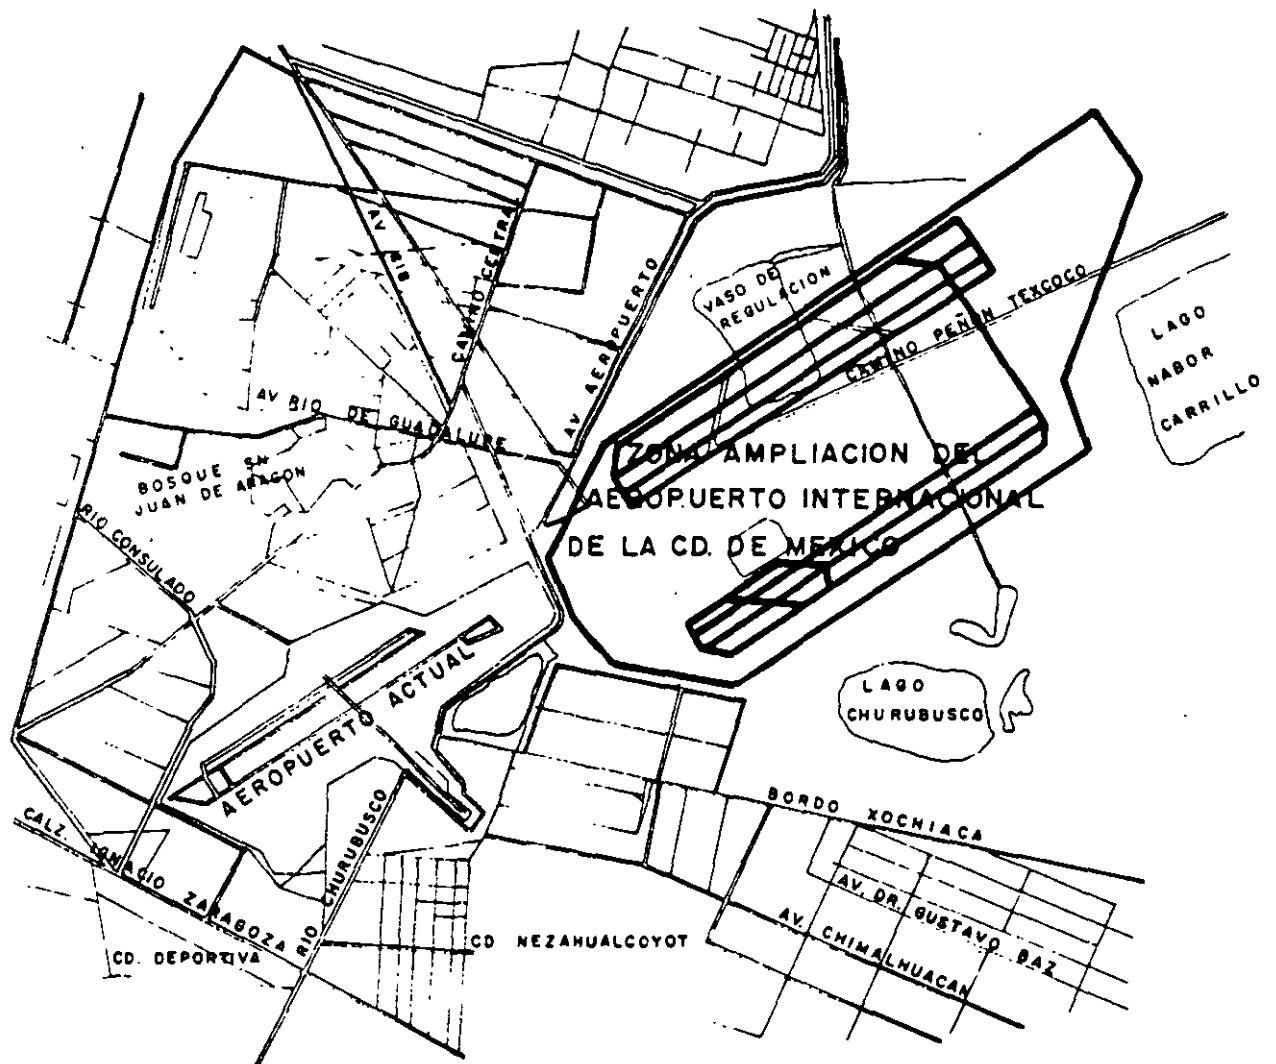 AV RIO
CAMINO CENTRAL
AV AEROPUERTO
VASO DE
REGULACION
CAMINO PEÑON TEXCOCO
LAGO
NABOR
CARRILLO
AV RIO DE GUADALUPE
BOSQUE SN
JUAN DE ARAGON
RIO CONSULADO
ZONA AMPLIACION DEL
AEROPUERTO INTERNACIONAL
DE LA CD. DE MEXICO
AEROPUERTO ACTUAL
LAGO
CHURUBUSCO
BORDO XOCHIACA
CALZ. IGNACIO ZARAGOZA
RIO CHURUBUSCO
AV. DR. GUSTAVO BAZ
AV. CHIMALHUACAN
CD NEZAHUALCOYOT
CD. DEPORTIVA